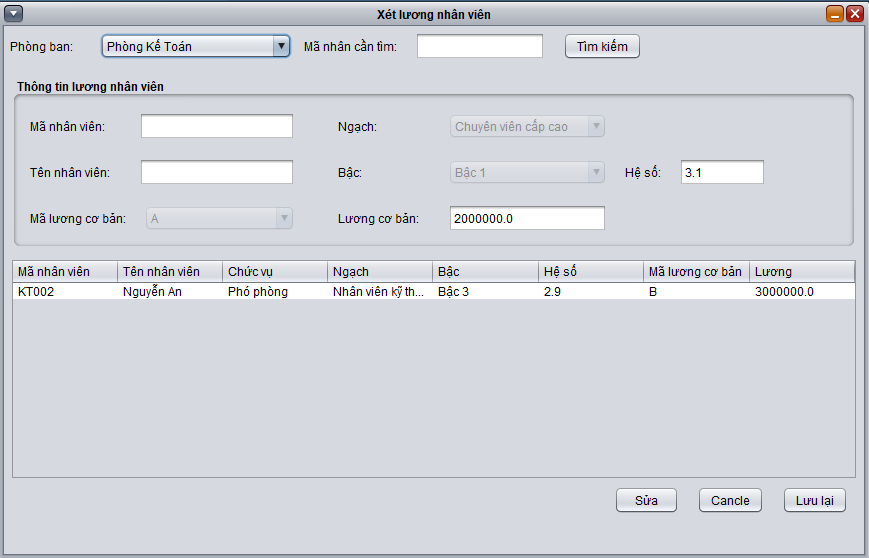 Xét lương nhân viên
Phòng ban: Phòng Kế Toán Mã nhân cần tìm: Tìm kiếm
Thông tin lương nhân viên
Mã nhân viên: Ngạch: Chuyên viên cấp cao
Tên nhân viên: Bậc: Bậc 1 Hệ số: 3.1
Mã lương cơ bản: A Lương cơ bản: 2000000.0
Mã nhân viên Tên nhân viên Chức vụ Ngạch Bậc Hệ số Mã lương cơ bản Lương
KT002 Nguyễn An Phó phòng Nhân viên kỹ th... Bậc 3 2.9 B 3000000.0
Sửa Cancle Lưu lại